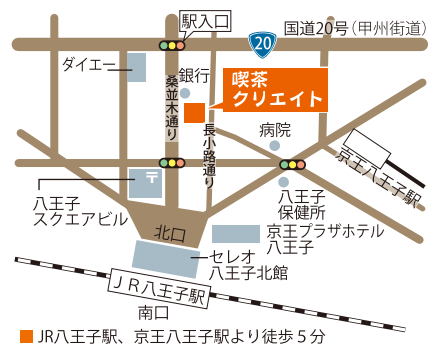 駅入口
国道20号(甲州街道)
20
ダイエー
銀行
喫茶
クリエイト
桑並木通り
長小路通り
病院
京王八王子駅
〒
八王子
スクエアビル
八王子
保健所
北口
京王プラザホテル
八王子
セレオ
八王子北館
JR八王子駅
南口
JR八王子駅、京王八王子駅より徒歩5分